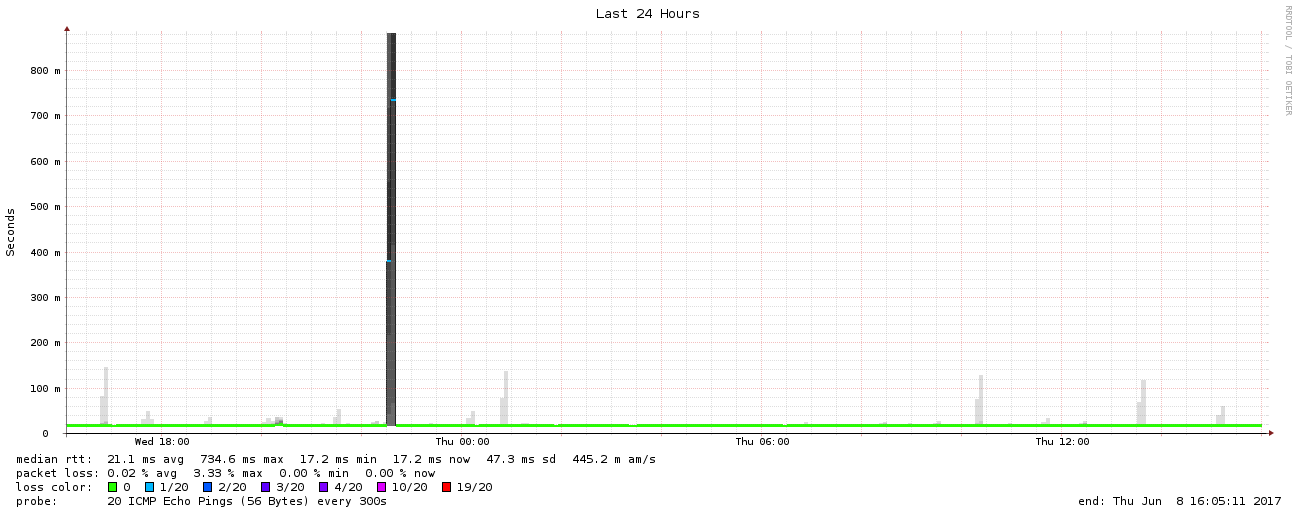 Last 24 Hours
RRDTOOL / TOBI OETIKER
Seconds
800 m
700 m
600 m
500 m
400 m
300 m
200 m
100 m
0
Wed 18:00 Thu 00:00 Thu 06:00 Thu 12:00
median rtt: 21.1 ms avg 734.6 ms max 17.2 ms min 17.2 ms now 47.3 ms sd 445.2 m am/s
packet loss: 0.02 % avg 3.33 % max 0.00 % min 0.00 % now
loss color: 0 1/20 2/20 3/20 4/20 10/20 19/20
probe: 20 ICMP Echo Pings (56 Bytes) every 300s end: Thu Jun 8 16:05:11 2017